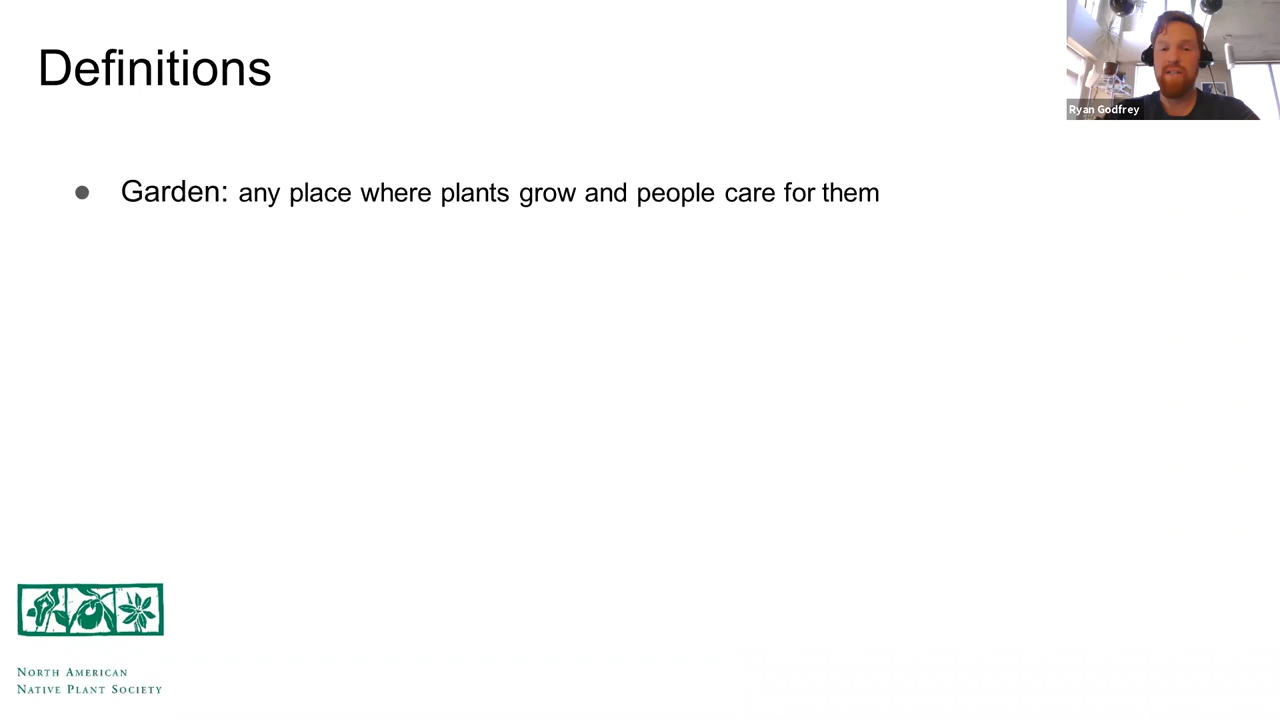 Definitions
Ryan Godfrey
● Garden: any place where plants grow and people care for them
North American
Native Plant Society